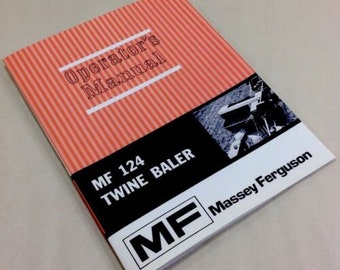 Operator's
Manual
MF 124
TWINE BALER
MF Massey Ferguson